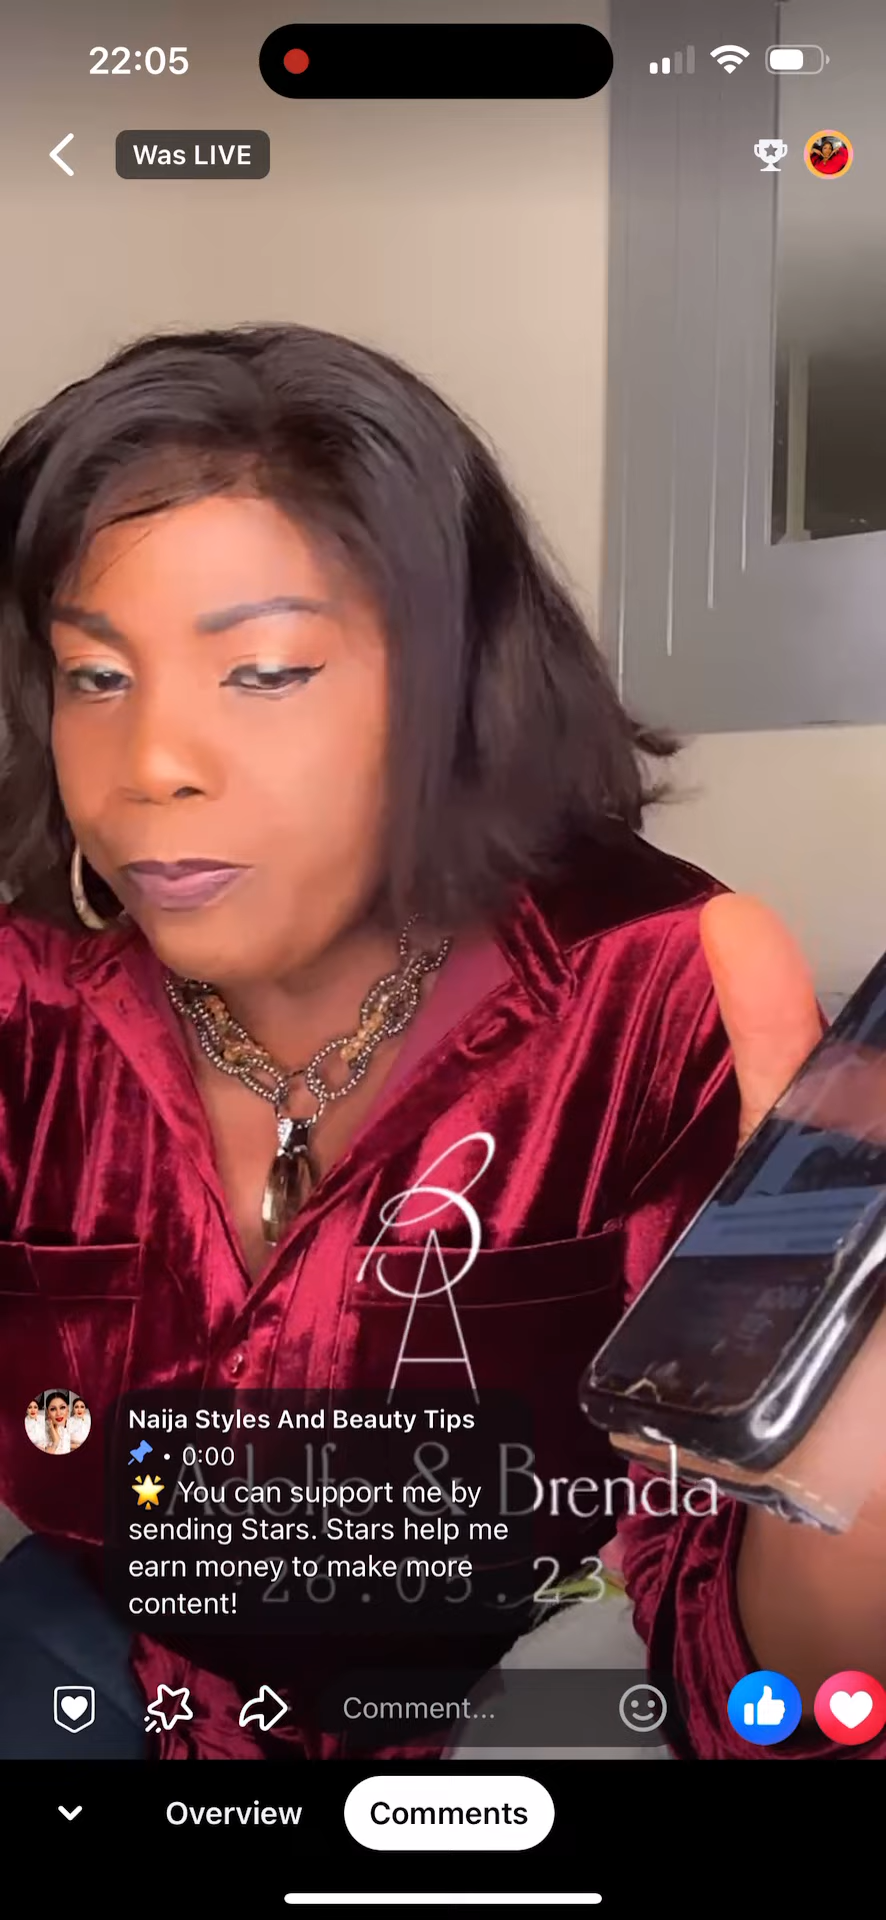 22:05
Was LIVE
B
A
Naija Styles And Beauty Tips
• 0:00
Adolfo & Brenda
🌟 You can support me by
sending Stars. Stars help me
earn money to make more
content!
26.05.23
Comment...
Overview
Comments